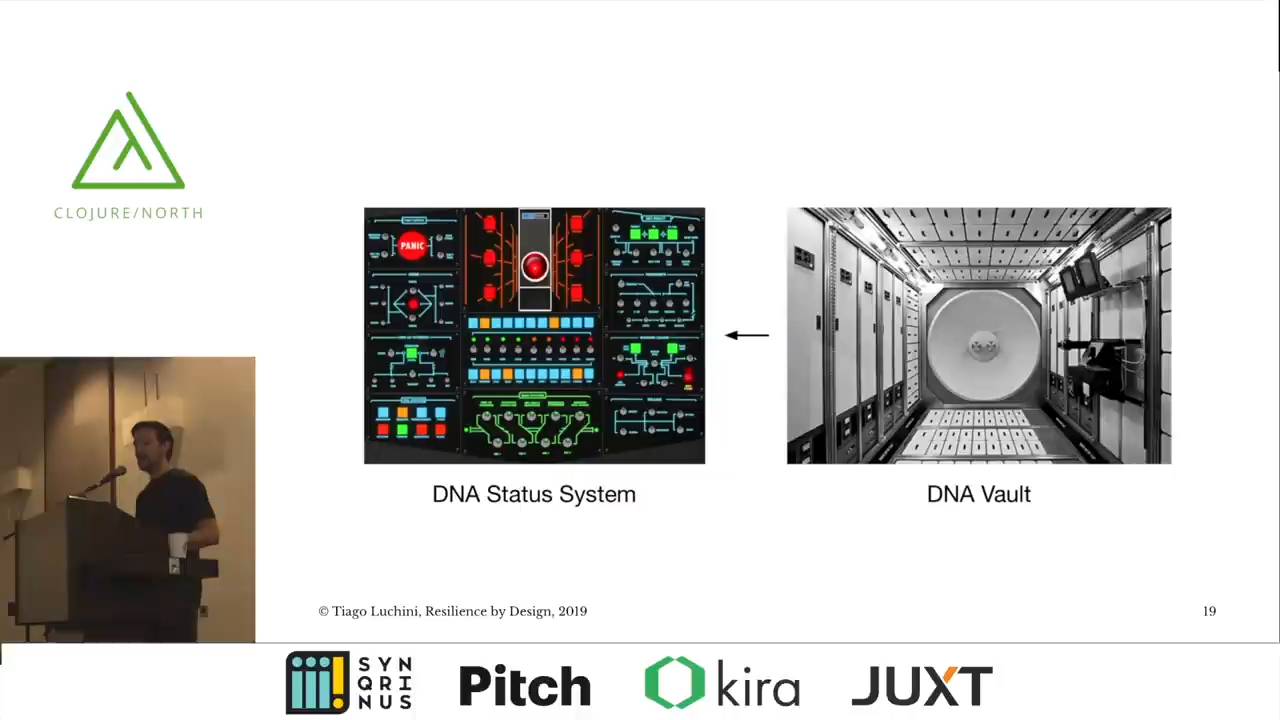 CLOJURE/NORTH
PANIC
DNA Status System
DNA Vault
© Tiago Luchini, Resilience by Design, 2019
19
SYN
QRI
NUS
Pitch
kira
JUXT